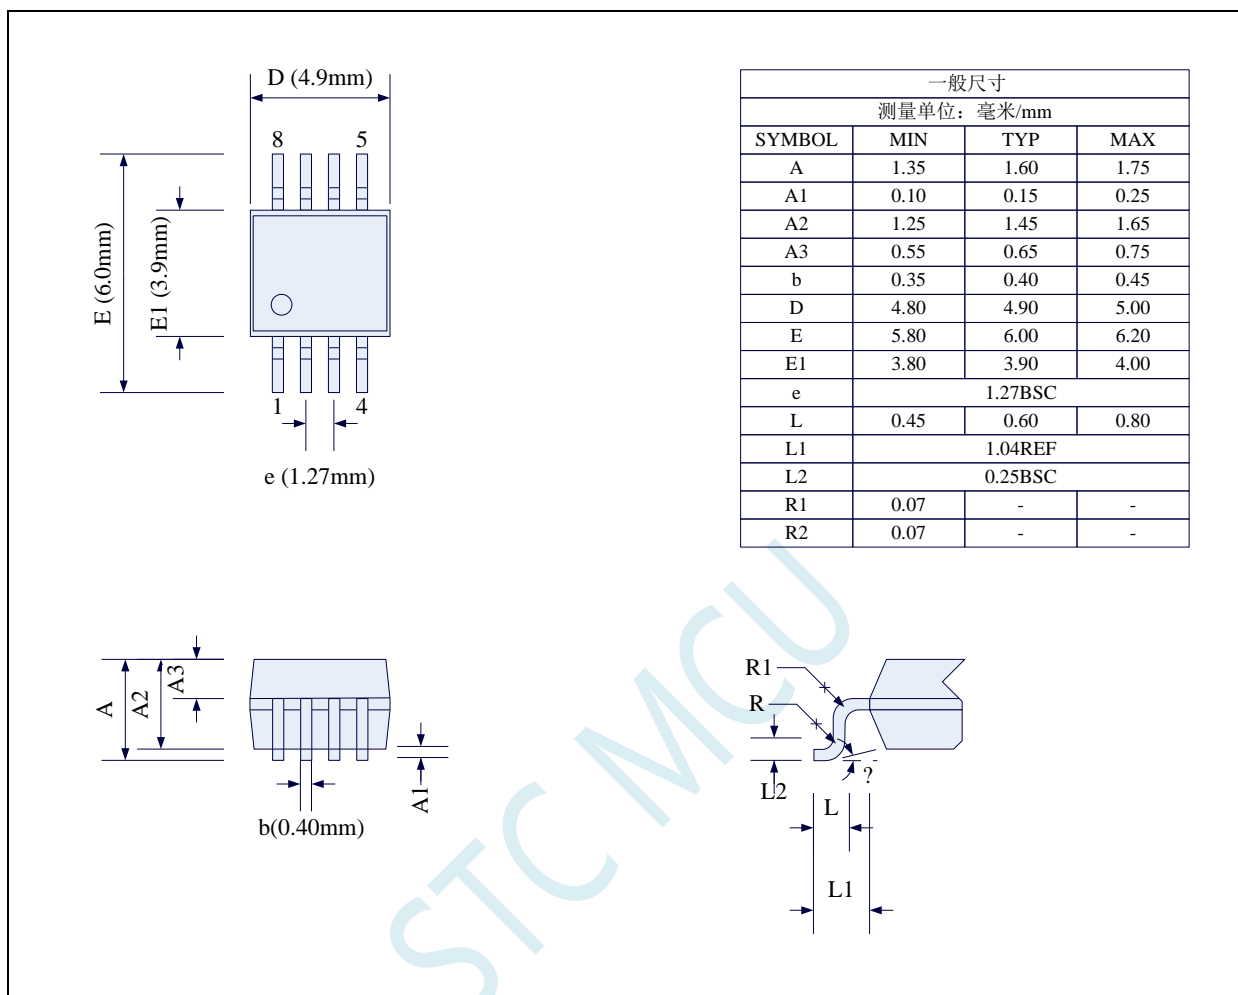 D (4.9mm)
8 5
E (6.0mm)
E1 (3.9mm)
1 4
e (1.27mm)
一般尺寸
测量单位：毫米/mm
SYMBOL MIN TYP MAX
A 1.35 1.60 1.75
A1 0.10 0.15 0.25
A2 1.25 1.45 1.65
A3 0.55 0.65 0.75
b 0.35 0.40 0.45
D 4.80 4.90 5.00
E 5.80 6.00 6.20
E1 3.80 3.90 4.00
e 1.27BSC
L 0.45 0.60 0.80
L1 1.04REF
L2 0.25BSC
R1 0.07 - -
R2 0.07 - -
A
A2
A3
A1
b(0.40mm)
R1
R
L2
?
L
L1
STC MCU